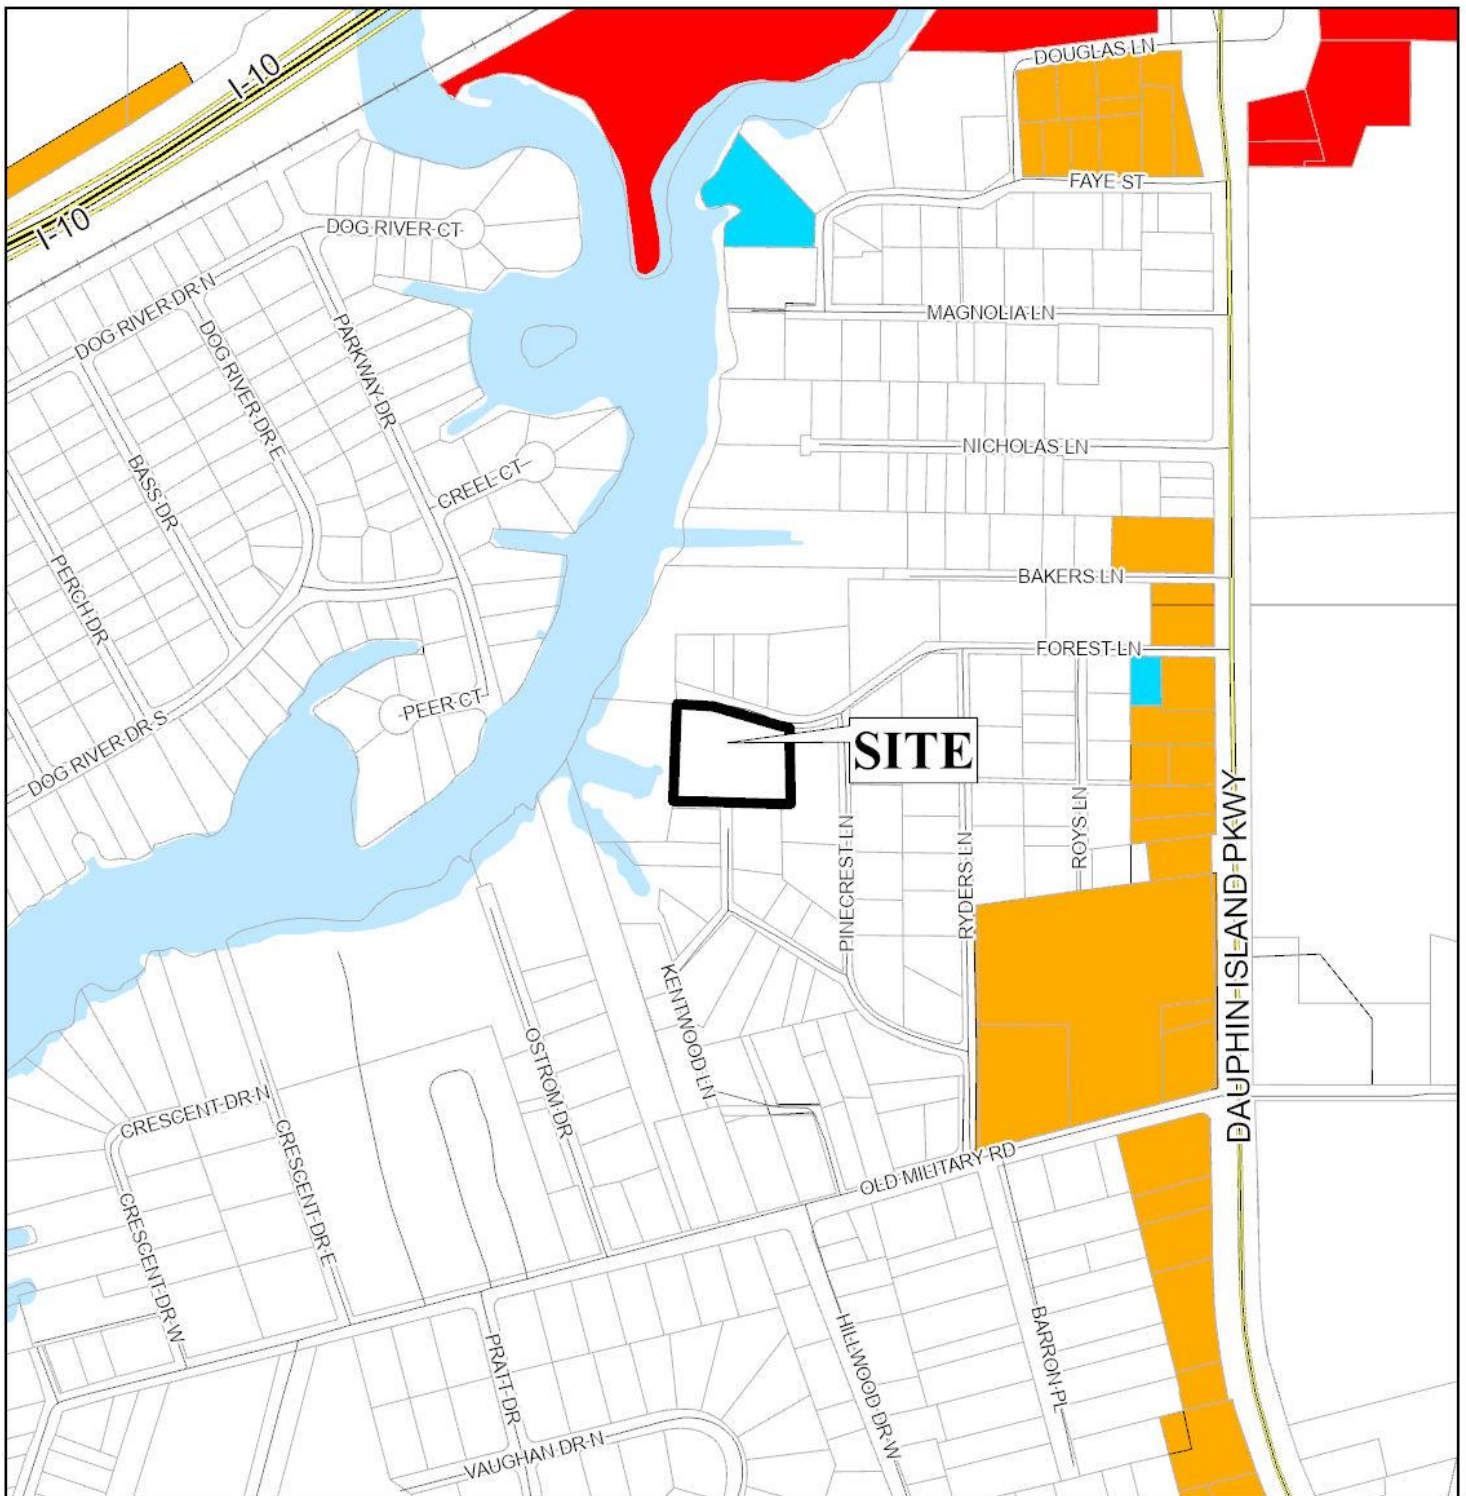 I-10
DOUGLAS LN
FAYE ST
I-10
DOG RIVER CT
DOG RIVER DR N
DOG RIVER DR E
PARKWAY DR
MAGNOLIA LN
NICHOLAS LN
BASS DR
CREEL CT
PERCH DR
BAKERS LN
FOREST LN
PEER CT
DOG RIVER DR S
SITE
PINECREST LN
RYDERS LN
ROYS LN
DAUPHIN ISLAND PKWY
KENTWOOD LN
OSTROM DR
CRESCENT DR N
CRESCENT DR E
CRESCENT DR W
OLD MILITARY RD
PRATT DR
HILLWOOD DR W
BARRON PL
VAUGHAN DR N